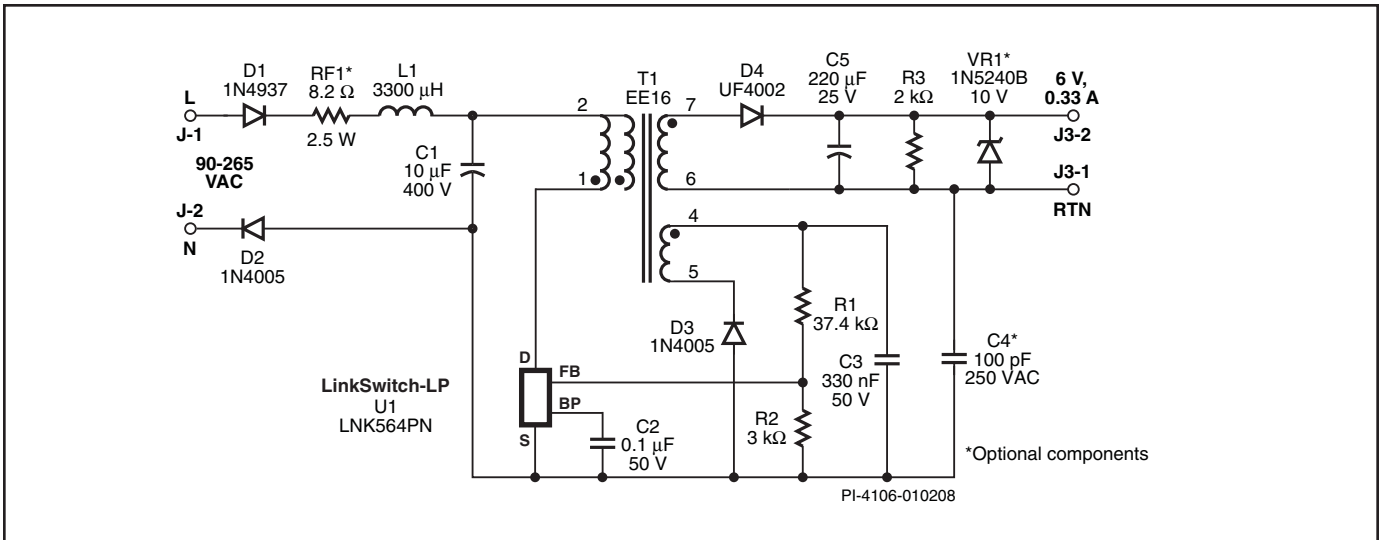 D1
1N4937
RF1*
8.2 Ω
2.5 W
L1
3300 µH
L
J-1
90-265
VAC
J-2
N
D2
1N4005
C1
10 µF
400 V
2
1
T1
EE16
7
6
4
5
D4
UF4002
C5
220 µF
25 V
R3
2 kΩ
VR1*
1N5240B
10 V
6 V,
0.33 A
J3-2
J3-1
RTN
D3
1N4005
R1
37.4 kΩ
C3
330 nF
50 V
C4*
100 pF
250 VAC
LinkSwitch-LP
U1
LNK564PN
D
FB
BP
S
C2
0.1 µF
50 V
R2
3 kΩ
*Optional components
PI-4106-010208